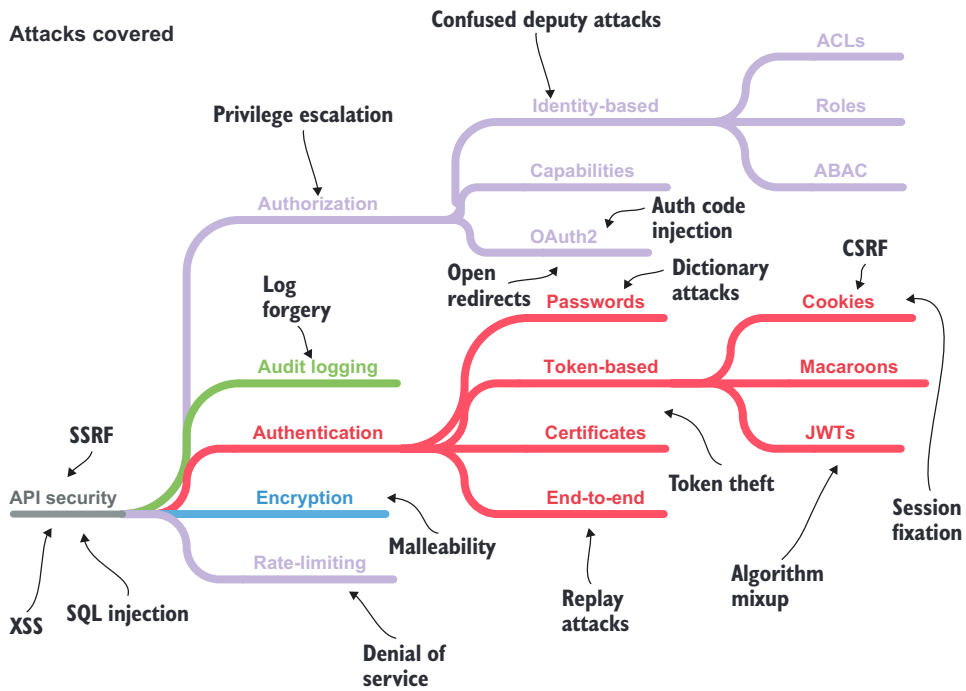 Attacks covered
Confused deputy attacks
ACLs
Privilege escalation
Identity-based
Roles
Capabilities
ABAC
Authorization
Auth code
injection
OAuth2
CSRF
Open
redirects
Dictionary
attacks
Log
forgery
Passwords
Cookies
Audit logging
Token-based
Macaroons
SSRF
Authentication
Certificates
JWTs
Token theft
API security
Encryption
End-to-end
Session
fixation
Malleability
Rate-limiting
Algorithm
mixup
XSS
SQL injection
Replay
attacks
Denial of
service